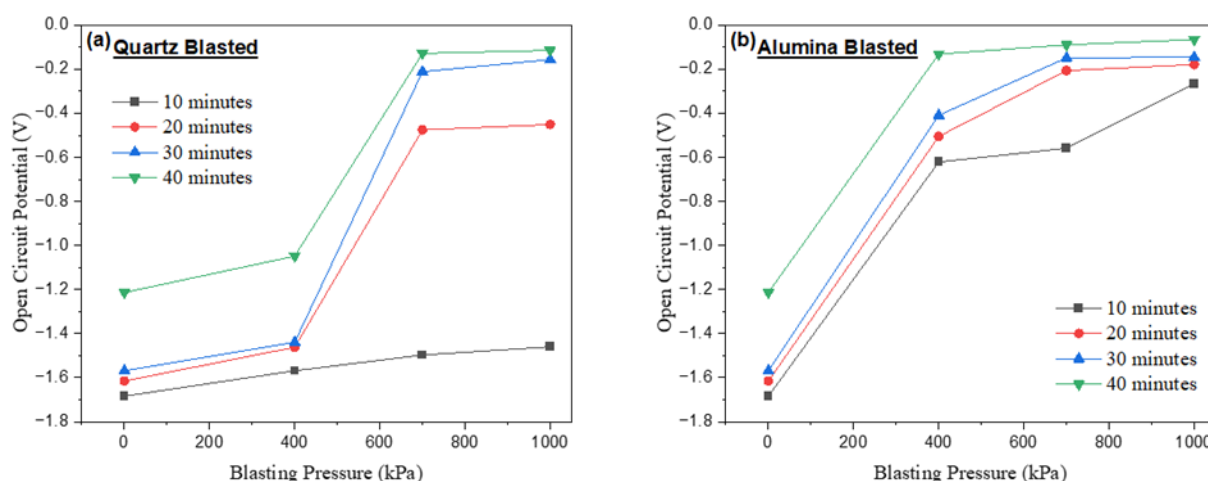 (a) Quartz Blasted
10 minutes
20 minutes
30 minutes
40 minutes
0.0
−0.2
−0.4
−0.6
−0.8
−1.0
−1.2
−1.4
−1.6
−1.8
Open Circuit Potential (V)
0 200 400 600 800 1000
Blasting Pressure (kPa)
(b) Alumina Blasted
10 minutes
20 minutes
30 minutes
40 minutes
0.0
−0.2
−0.4
−0.6
−0.8
−1.0
−1.2
−1.4
−1.6
−1.8
Open Circuit Potential (V)
0 200 400 600 800 1000
Blasting Pressure (kPa)